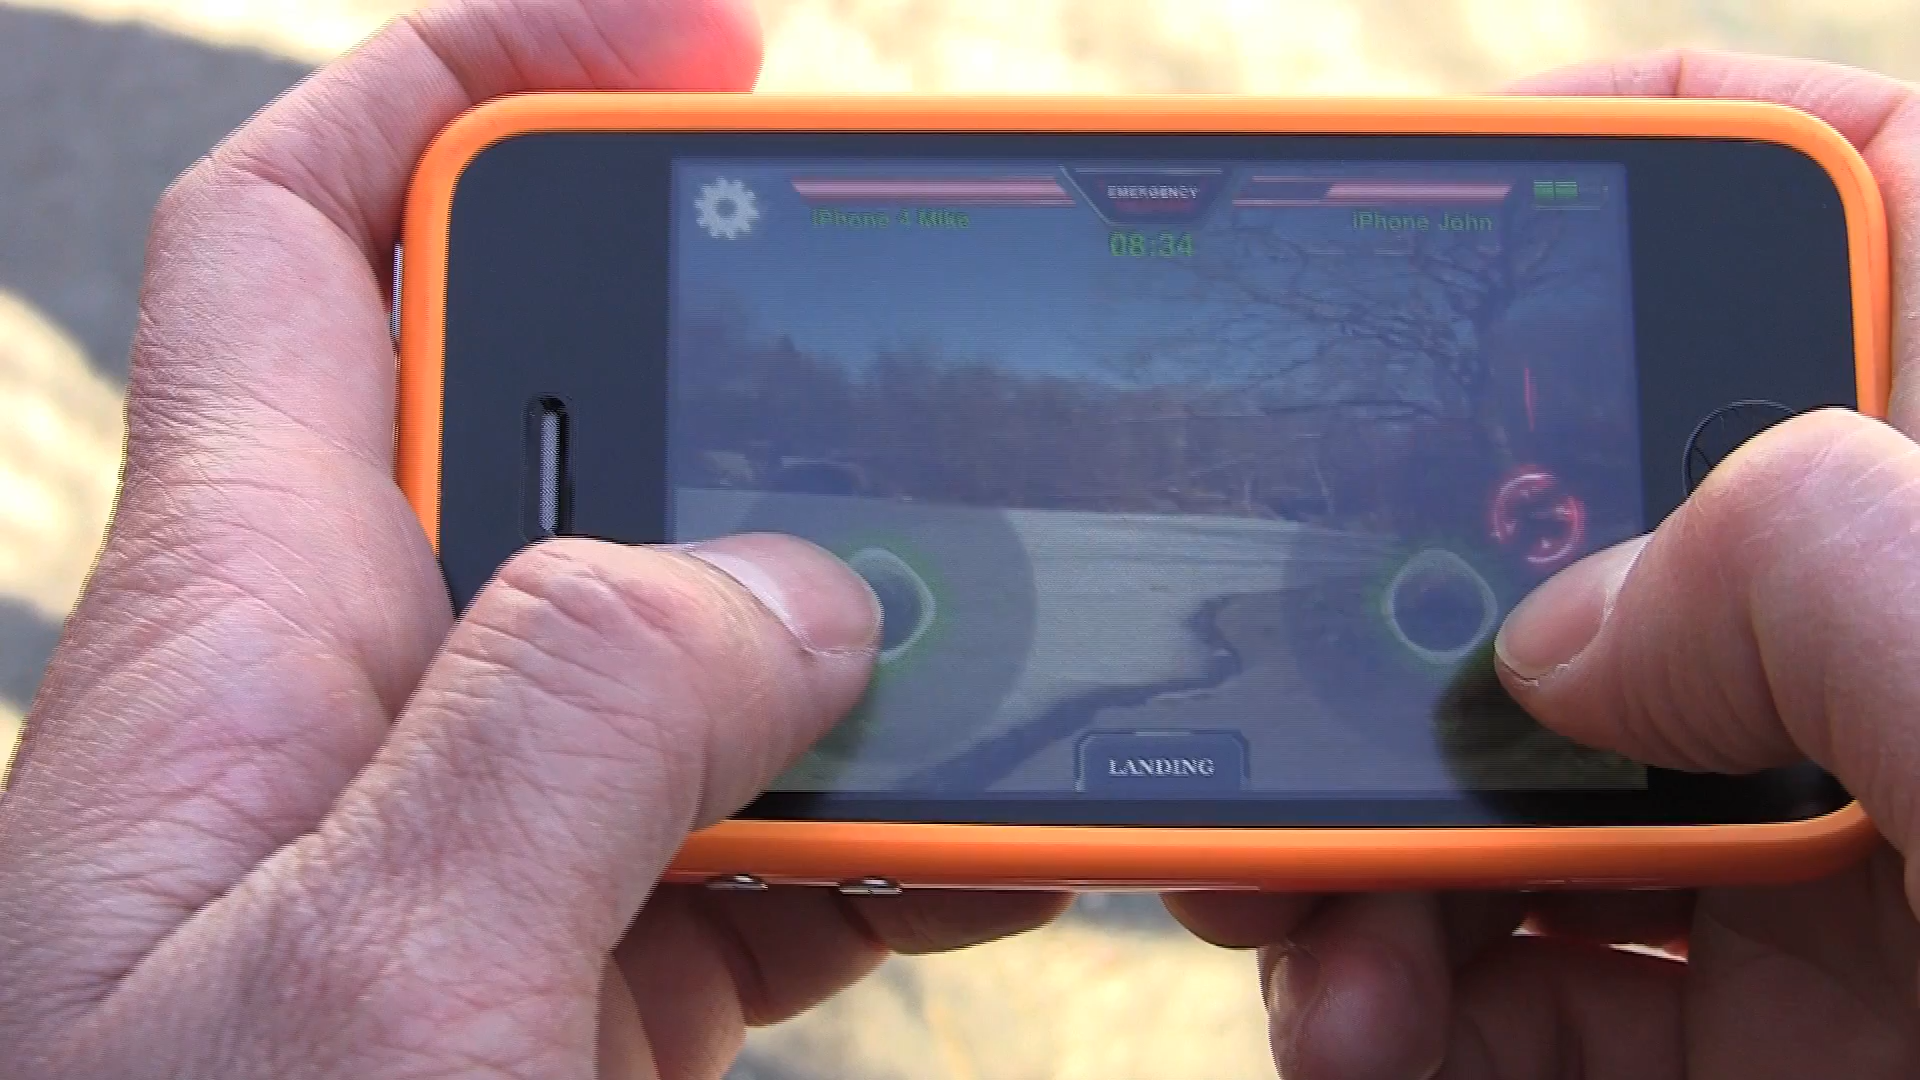 EMERGENCY
iPhone 4 Mike
iPhone John
08:34
LANDING